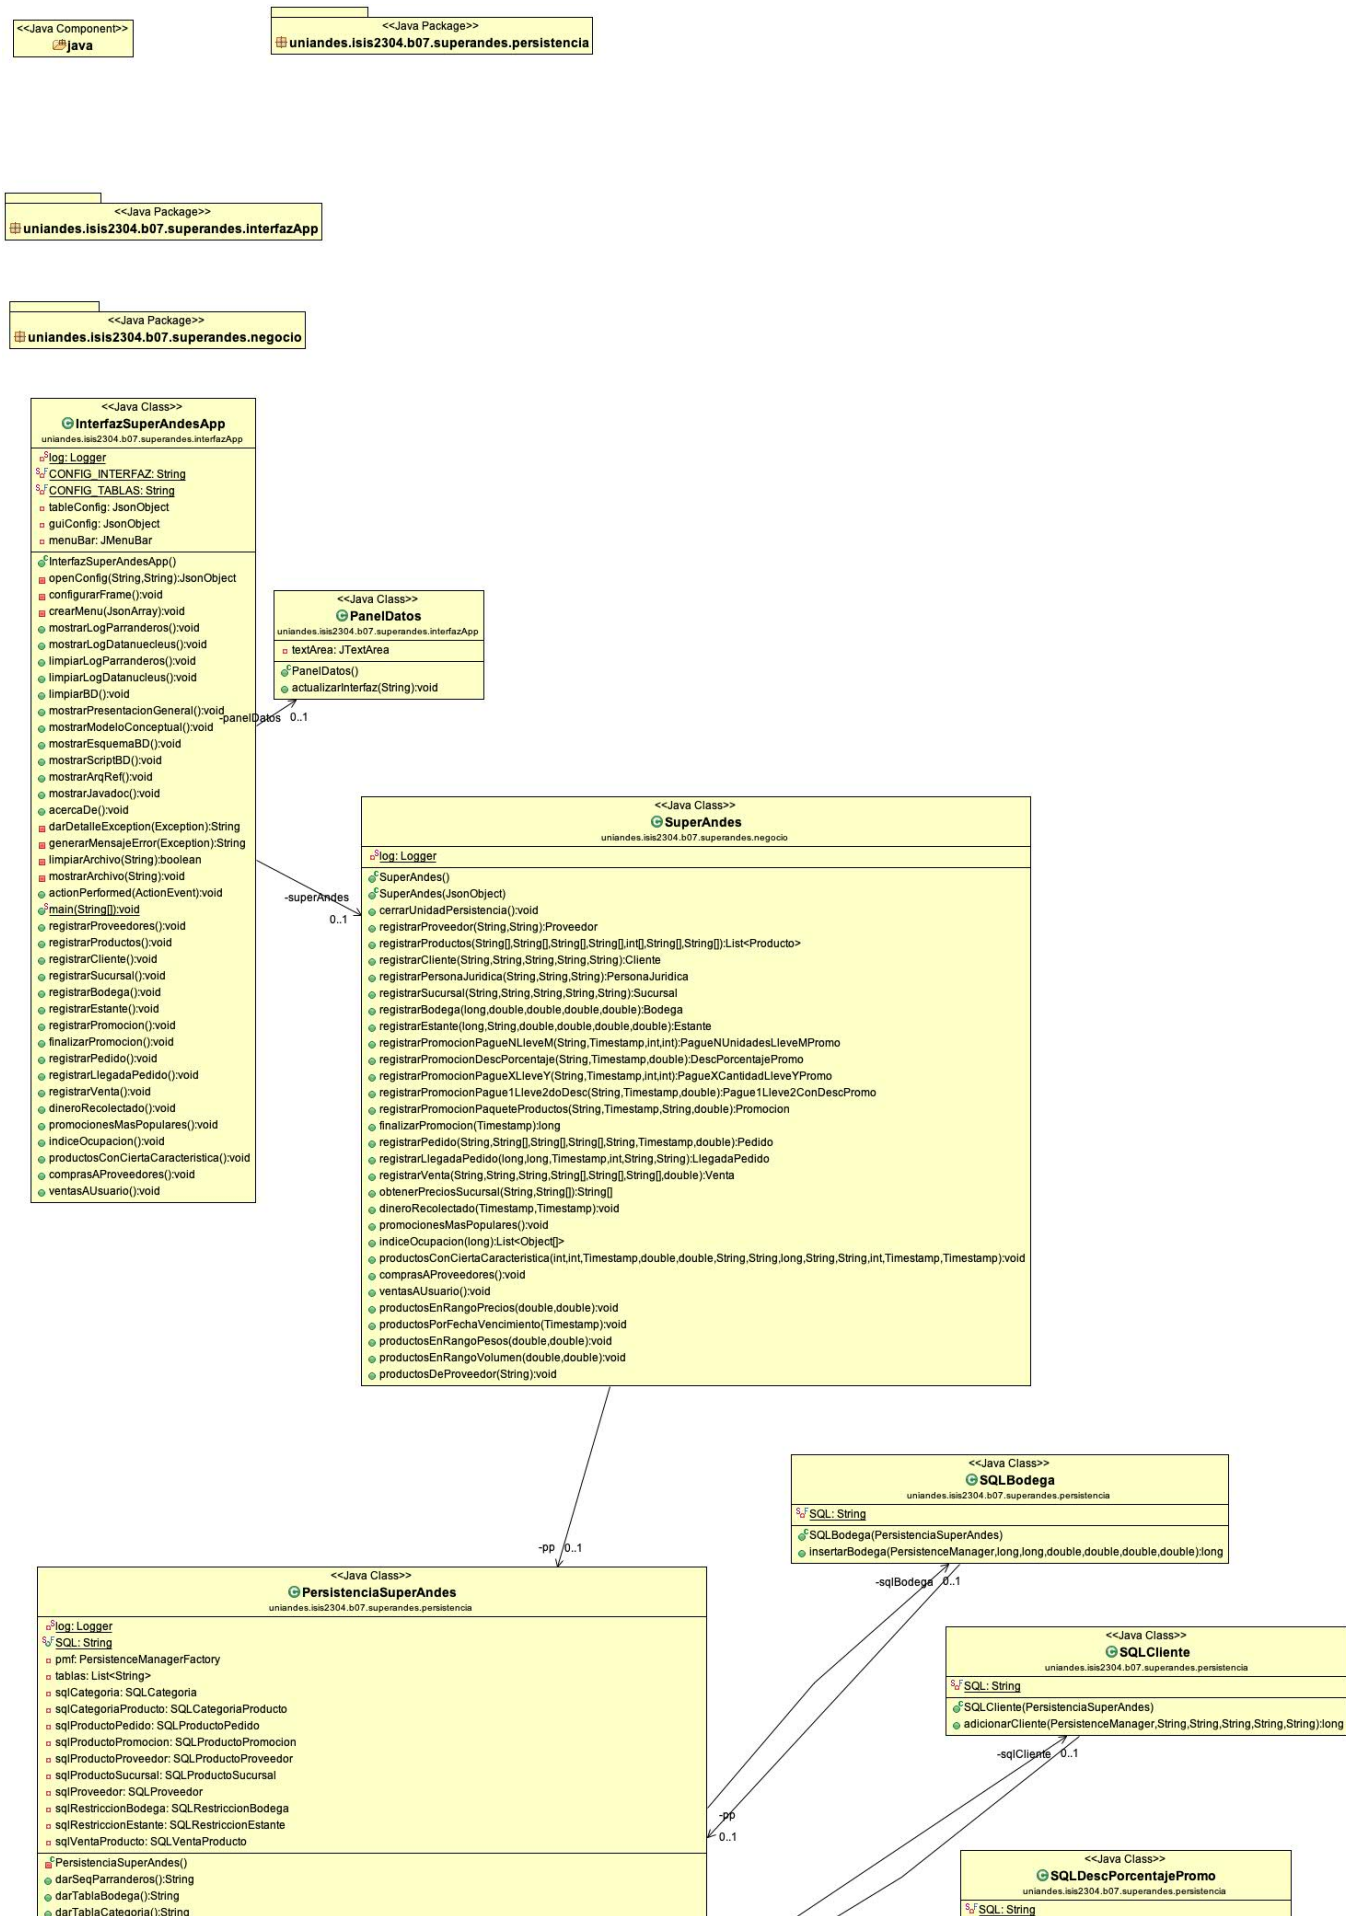 <<Java Component>>
java
<<Java Package>>
uniandes.isis2304.b07.superandes.persistencia
<<Java Package>>
uniandes.isis2304.b07.superandes.interfazApp
<<Java Package>>
uniandes.isis2304.b07.superandes.negocio
<<Java Class>>
InterfazSuperAndesApp
uniandes.isis2304.b07.superandes.interfazApp
log: Logger
CONFIG_INTERFAZ: String
CONFIG_TABLAS: String
tableConfig: JsonObject
guiConfig: JsonObject
menuBar: JMenuBar
InterfazSuperAndesApp()
openConfig(String,String):JsonObject
configurarFrame():void
crearMenu(JsonArray):void
mostrarLogParranderos():void
mostrarLogDatanuecleus():void
limpiarLogParranderos():void
limpiarLogDatanucleus():void
limpiarBD():void
mostrarPresentacionGeneral():void
mostrarModeloConceptual():void
mostrarEsquemaBD():void
mostrarScriptBD():void
mostrarArqRef():void
mostrarJavadoc():void
acercaDe():void
darDetalleException(Exception):String
generarMensajeError(Exception):String
limpiarArchivo(String):boolean
mostrarArchivo(String):void
actionPerformed(ActionEvent):void
main(String[]):void
registrarProveedores():void
registrarProductos():void
registrarCliente():void
registrarSucursal():void
registrarBodega():void
registrarEstante():void
registrarPromocion():void
finalizarPromocion():void
registrarPedido():void
registrarLlegadaPedido():void
registrarVenta():void
dineroRecolectado():void
promocionesMasPopulares():void
indiceOcupacion():void
productosConCiertaCaracteristica():void
comprasAProveedores():void
ventasAUsuario():void
<<Java Class>>
PanelDatos
uniandes.isis2304.b07.superandes.interfazApp
textArea: JTextArea
PanelDatos()
actualizarInterfaz(String):void
-panelDatos 0..1
-superAndes
0..1
<<Java Class>>
SuperAndes
uniandes.isis2304.b07.superandes.negocio
log: Logger
SuperAndes()
SuperAndes(JsonObject)
cerrarUnidadPersistencia():void
registrarProveedor(String,String):Proveedor
registrarProductos(String[],String[],String[],String[],int[],String[],String[]):List<Producto>
registrarCliente(String,String,String,String,String):Cliente
registrarPersonaJuridica(String,String,String):PersonaJuridica
registrarSucursal(String,String,String,String,String):Sucursal
registrarBodega(long,double,double,double,double):Bodega
registrarEstante(long,String,double,double,double,double):Estante
registrarPromocionPagueNLleveM(String,Timestamp,int,int):PagueNUnidadesLleveMPromo
registrarPromocionDescPorcentaje(String,Timestamp,double):DescPorcentajePromo
registrarPromocionPagueXLleveY(String,Timestamp,int,int):PagueXCantidadLleveYPromo
registrarPromocionPague1Lleve2doDesc(String,Timestamp,double):Pague1Lleve2ConDescPromo
registrarPromocionPaqueteProductos(String,Timestamp,String,double):Promocion
finalizarPromocion(Timestamp):long
registrarPedido(String,String[],String[],String[],String,Timestamp,double):Pedido
registrarLlegadaPedido(long,long,Timestamp,int,String,String):LlegadaPedido
registrarVenta(String,String,String,String[],String[],String[],double):Venta
obtenerPreciosSucursal(String,String[]):String[]
dineroRecolectado(Timestamp,Timestamp):void
promocionesMasPopulares():void
indiceOcupacion(long):List<Object[]>
productosConCiertaCaracteristica(int,int,Timestamp,double,double,String,String,long,String,String,int,Timestamp,Timestamp):void
comprasAProveedores():void
ventasAUsuario():void
productosEnRangoPrecios(double,double):void
productosPorFechaVencimiento(Timestamp):void
productosEnRangoPesos(double,double):void
productosEnRangoVolumen(double,double):void
productosDeProveedor(String):void
-pp 0..1
<<Java Class>>
SQLBodega
uniandes.isis2304.b07.superandes.persistencia
SQL: String
SQLBodega(PersistenciaSuperAndes)
insertarBodega(PersistenceManager,long,long,double,double,double,double):long
-sqlBodega 0..1
<<Java Class>>
PersistenciaSuperAndes
uniandes.isis2304.b07.superandes.persistencia
log: Logger
SQL: String
pmf: PersistenceManagerFactory
tablas: List<String>
sqlCategoria: SQLCategoria
sqlCategoriaProducto: SQLCategoriaProducto
sqlProductoPedido: SQLProductoPedido
sqlProductoPromocion: SQLProductoPromocion
sqlProductoProveedor: SQLProductoProveedor
sqlProductoSucursal: SQLProductoSucursal
sqlProveedor: SQLProveedor
sqlRestriccionBodega: SQLRestriccionBodega
sqlRestriccionEstante: SQLRestriccionEstante
sqlVentaProducto: SQLVentaProducto
PersistenciaSuperAndes()
darSeqParranderos():String
darTablaBodega():String
darTablaCategoria():String
<<Java Class>>
SQLCliente
uniandes.isis2304.b07.superandes.persistencia
SQL: String
SQLCliente(PersistenciaSuperAndes)
adicionarCliente(PersistenceManager,String,String,String,String,String):long
-sqlCliente 0..1
-pp
0..1
<<Java Class>>
SQLDescPorcentajePromo
uniandes.isis2304.b07.superandes.persistencia
SQL: String